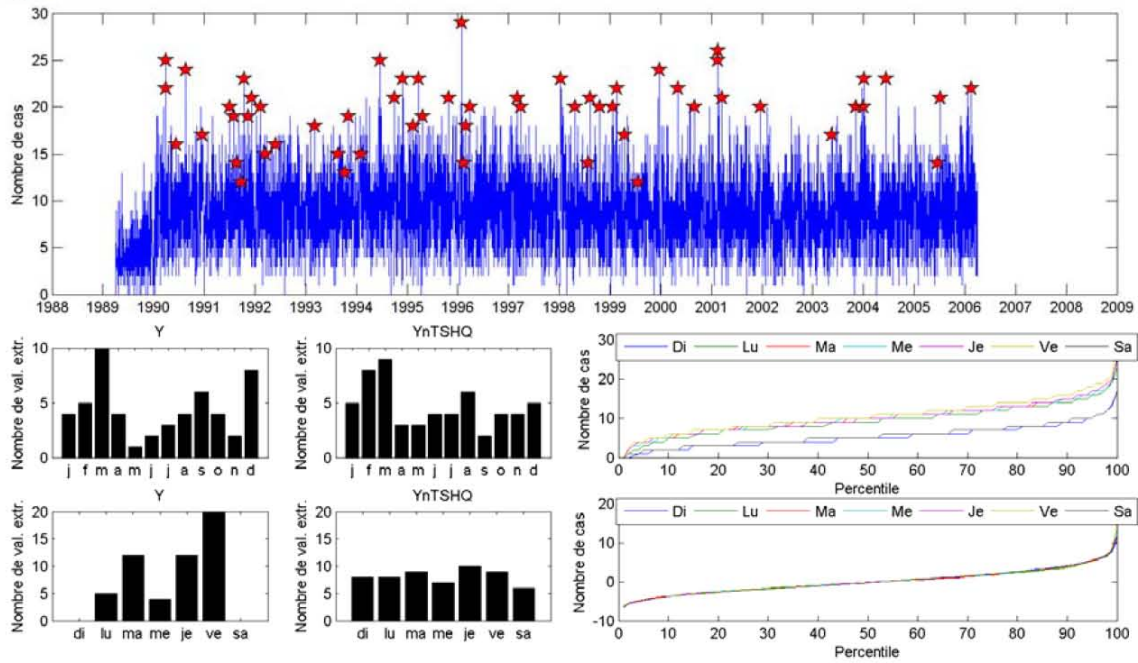 Nombre de cas
30
25
20
15
10
5
0
1988 1989 1990 1991 1992 1993 1994 1995 1996 1997 1998 1999 2000 2001 2002 2003 2004 2005 2006 2007 2008 2009
Y
Nombre de val. extr.
10
5
0
j f m a m j j a s o n d
YnTSHQ
Nombre de val. extr.
10
5
0
j f m a m j j a s o n d
Nombre de cas
30
20
10
0
Di Lu Ma Me Je Ve Sa
0 10 20 30 40 50 60 70 80 90 100
Percentile
Y
Nombre de val. extr.
20
15
10
5
0
di lu ma me je ve sa
YnTSHQ
Nombre de val. extr.
20
15
10
5
0
di lu ma me je ve sa
Nombre de cas
20
10
0
-10
Di Lu Ma Me Je Ve Sa
0 10 20 30 40 50 60 70 80 90 100
Percentile